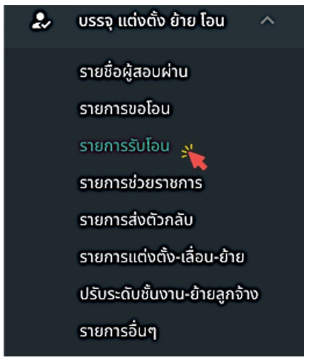 บรรจุ แต่งตั้ง ย้าย โอน
รายชื่อผู้สอบผ่าน
รายการขอโอน
รายการรับโอน
รายการช่วยราชการ
รายการส่งตัวกลับ
รายการแต่งตั้ง-เลื่อน-ย้าย
ปรับระดับชั้นงาน-ย้ายลูกจ้าง
รายการอื่นๆ